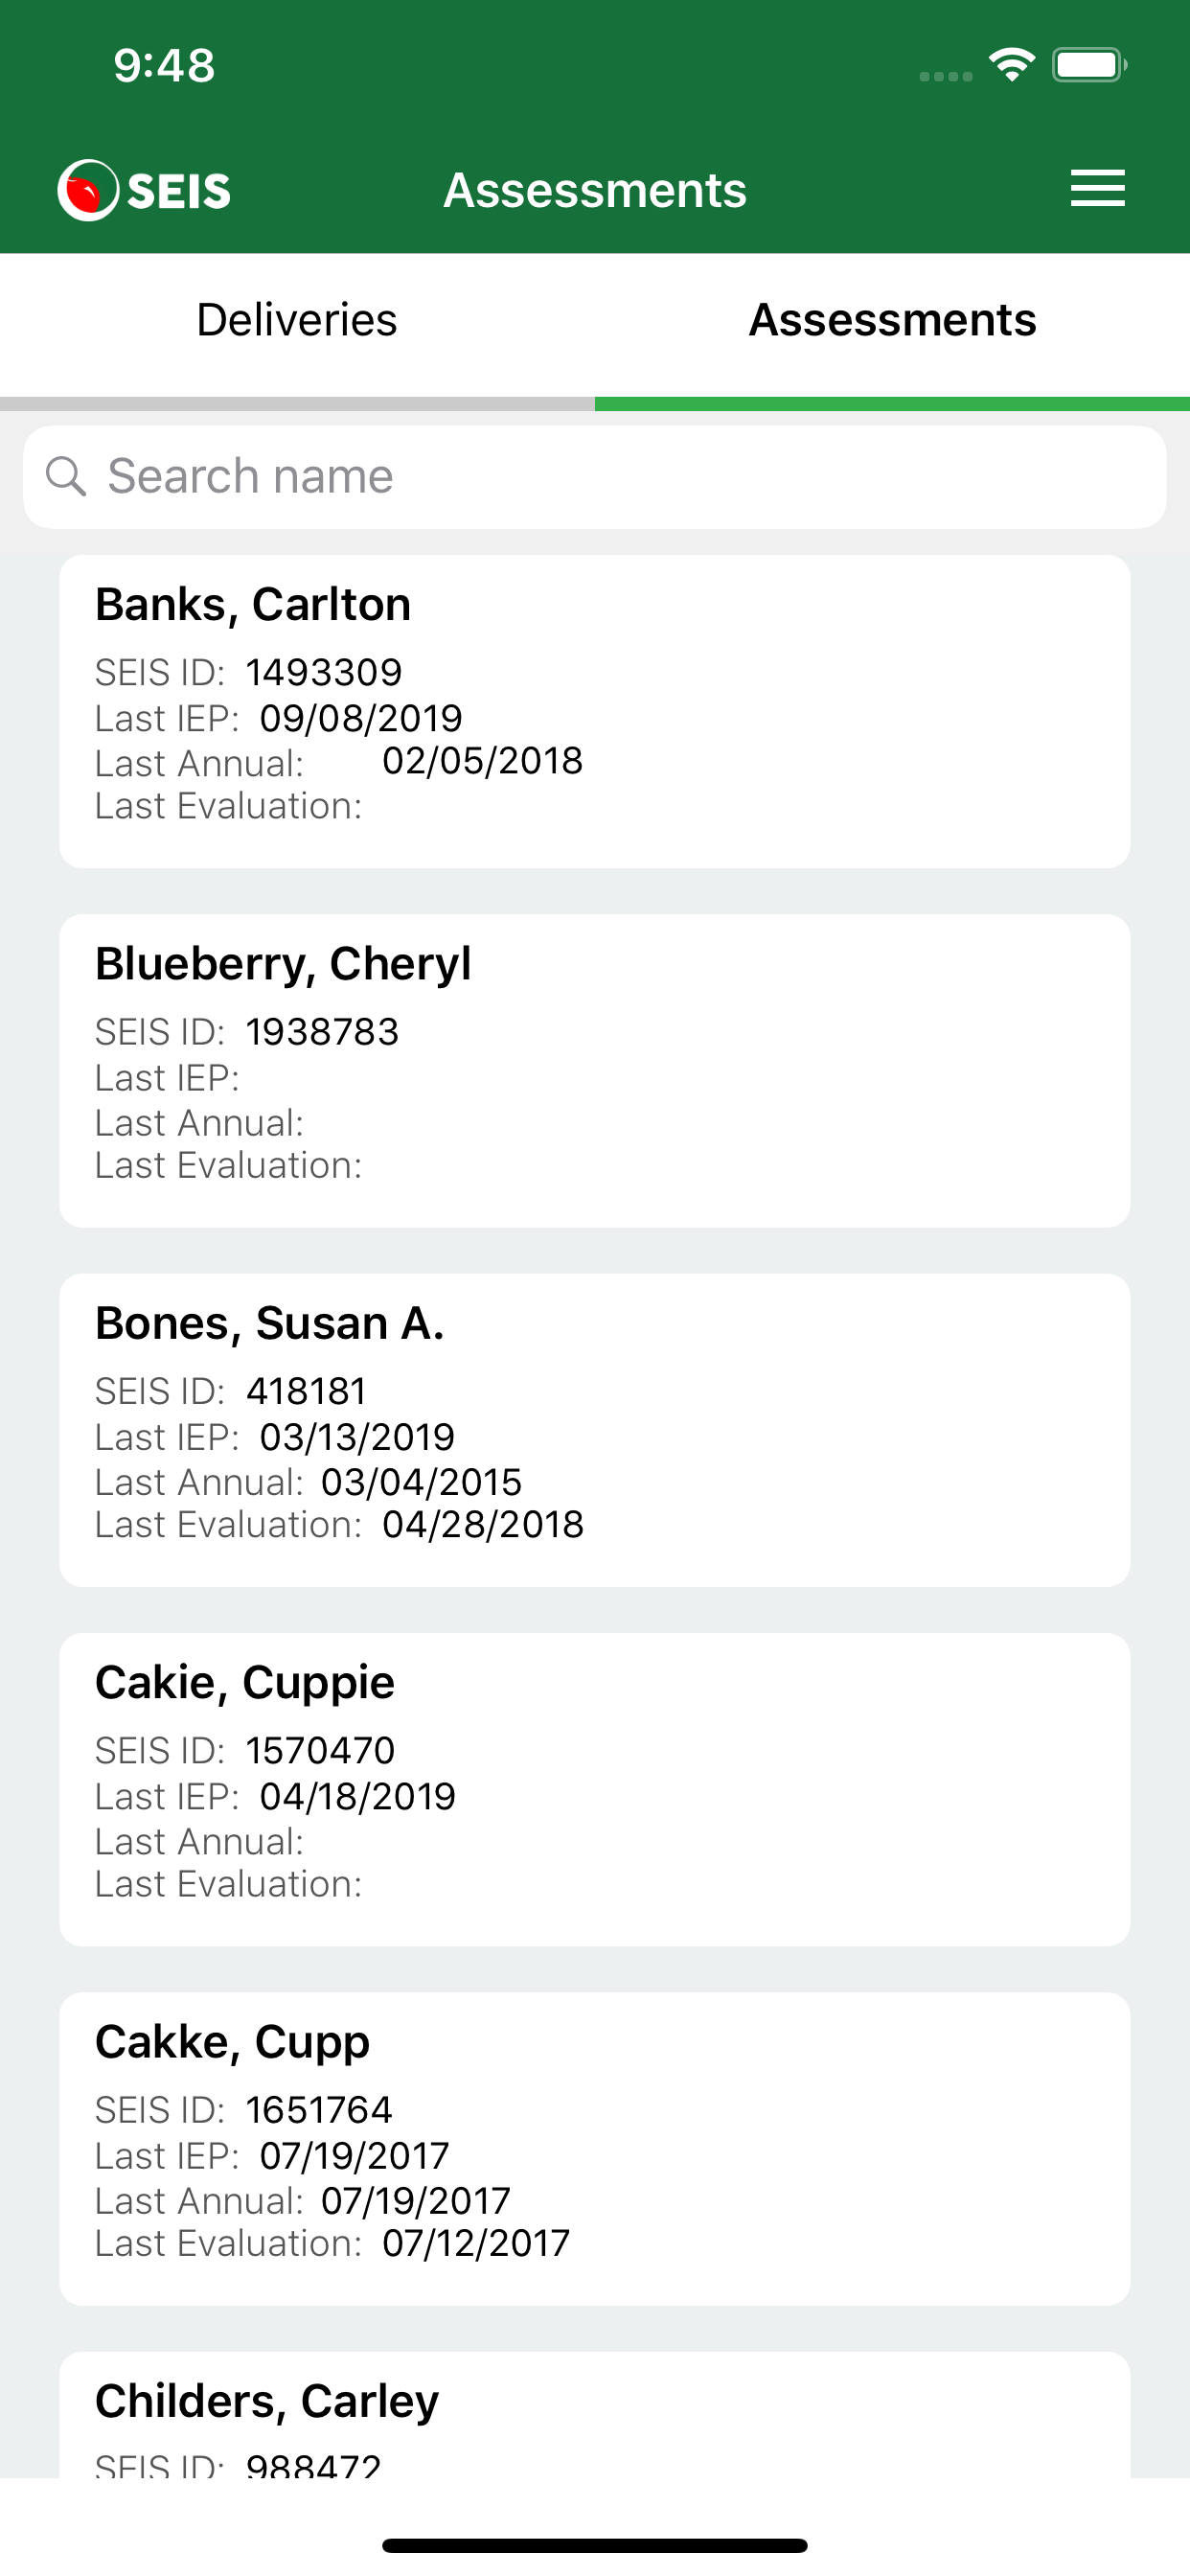 9:48
SEIS Assessments
Deliveries Assessments
Search name
Banks, Carlton
SEIS ID: 1493309
Last IEP: 09/08/2019
Last Annual: 02/05/2018
Last Evaluation:
Blueberry, Cheryl
SEIS ID: 1938783
Last IEP:
Last Annual:
Last Evaluation:
Bones, Susan A.
SEIS ID: 418181
Last IEP: 03/13/2019
Last Annual: 03/04/2015
Last Evaluation: 04/28/2018
Cakie, Cuppie
SEIS ID: 1570470
Last IEP: 04/18/2019
Last Annual:
Last Evaluation:
Cakke, Cupp
SEIS ID: 1651764
Last IEP: 07/19/2017
Last Annual: 07/19/2017
Last Evaluation: 07/12/2017
Childers, Carley
SEIS ID: 988472